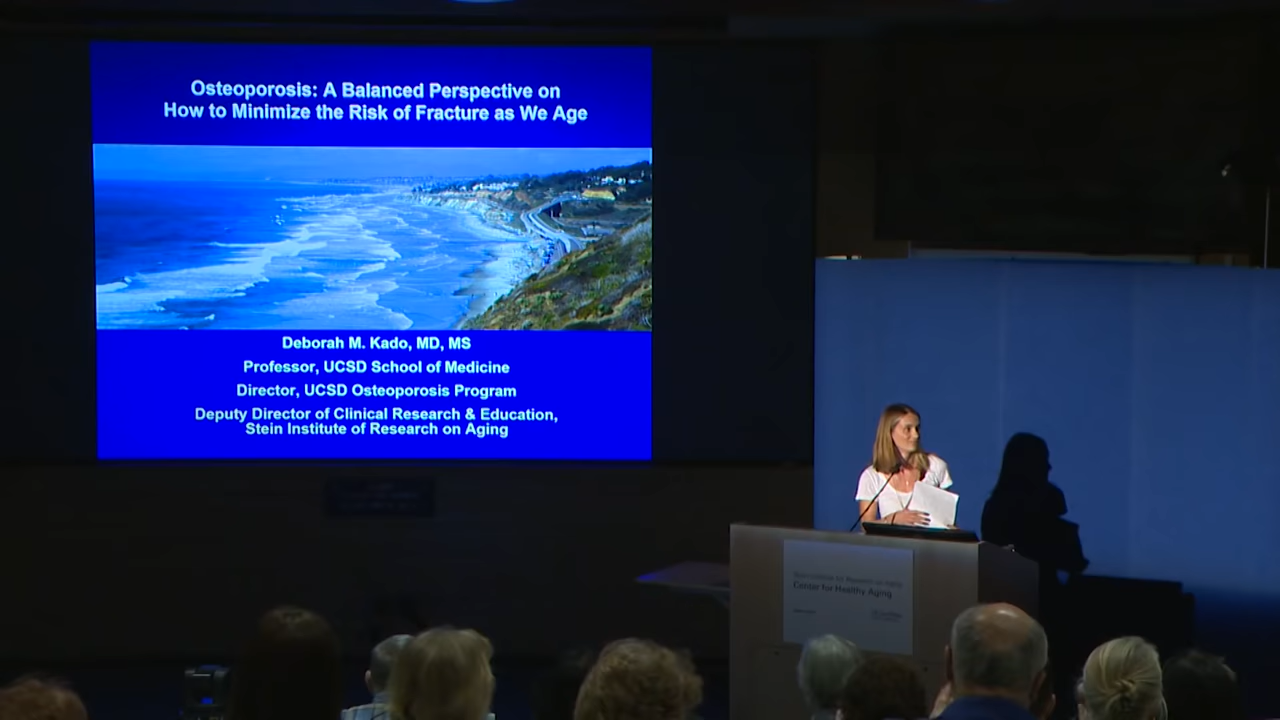 Osteoporosis: A Balanced Perspective on
How to Minimize the Risk of Fracture as We Age
Deborah M. Kado, MD, MS
Professor, UCSD School of Medicine
Director, UCSD Osteoporosis Program
Deputy Director of Clinical Research & Education,
Stein Institute of Research on Aging
Center for Healthy Aging